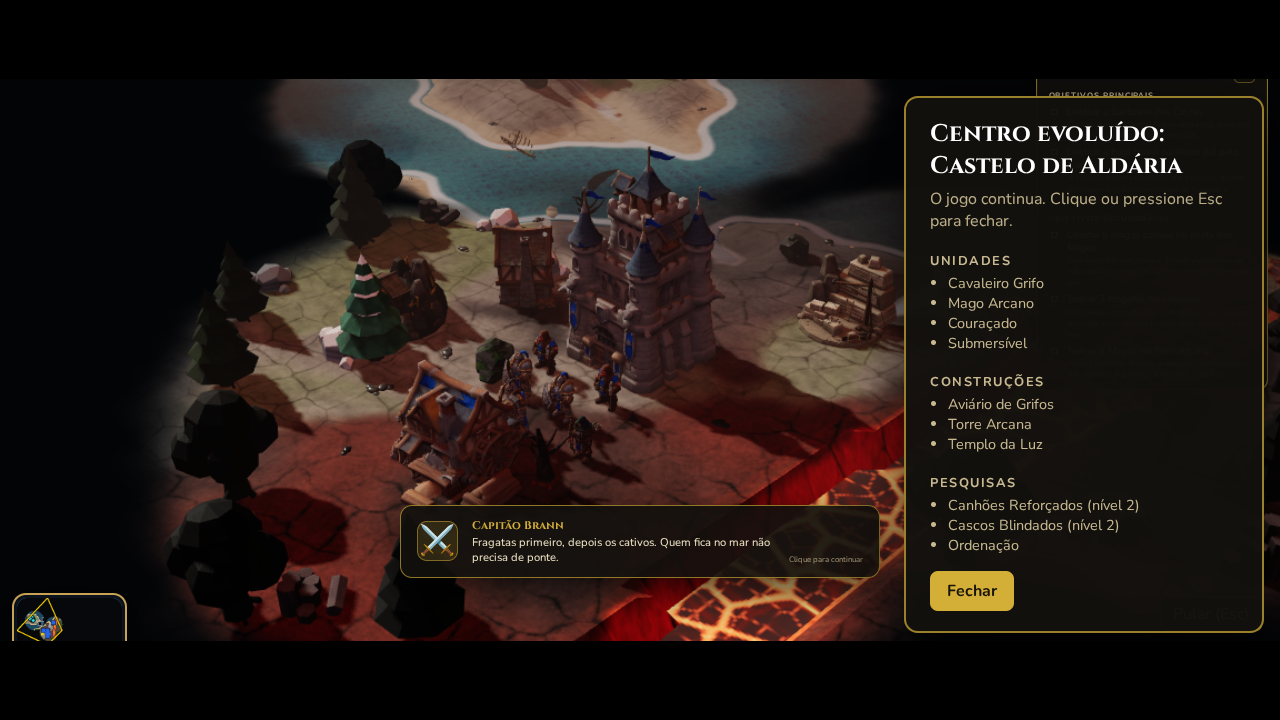 OBJETIVOS PRINCIPAIS
Centro evoluído:
Castelo de Aldária
O jogo continua. Clique ou pressione Esc
para fechar.
UNIDADES
Cavaleiro Grifo
Mago Arcano
Couraçado
Submersível
CONSTRUÇÕES
Aviário de Grifos
Torre Arcana
Templo da Luz
PESQUISAS
Canhões Reforçados (nível 2)
Cascos Blindados (nível 2)
Ordenação
Fechar
Capitão Brann
Fragatas primeiro, depois os cativos. Quem fica no mar não
precisa de ponte.
Clique para continuar